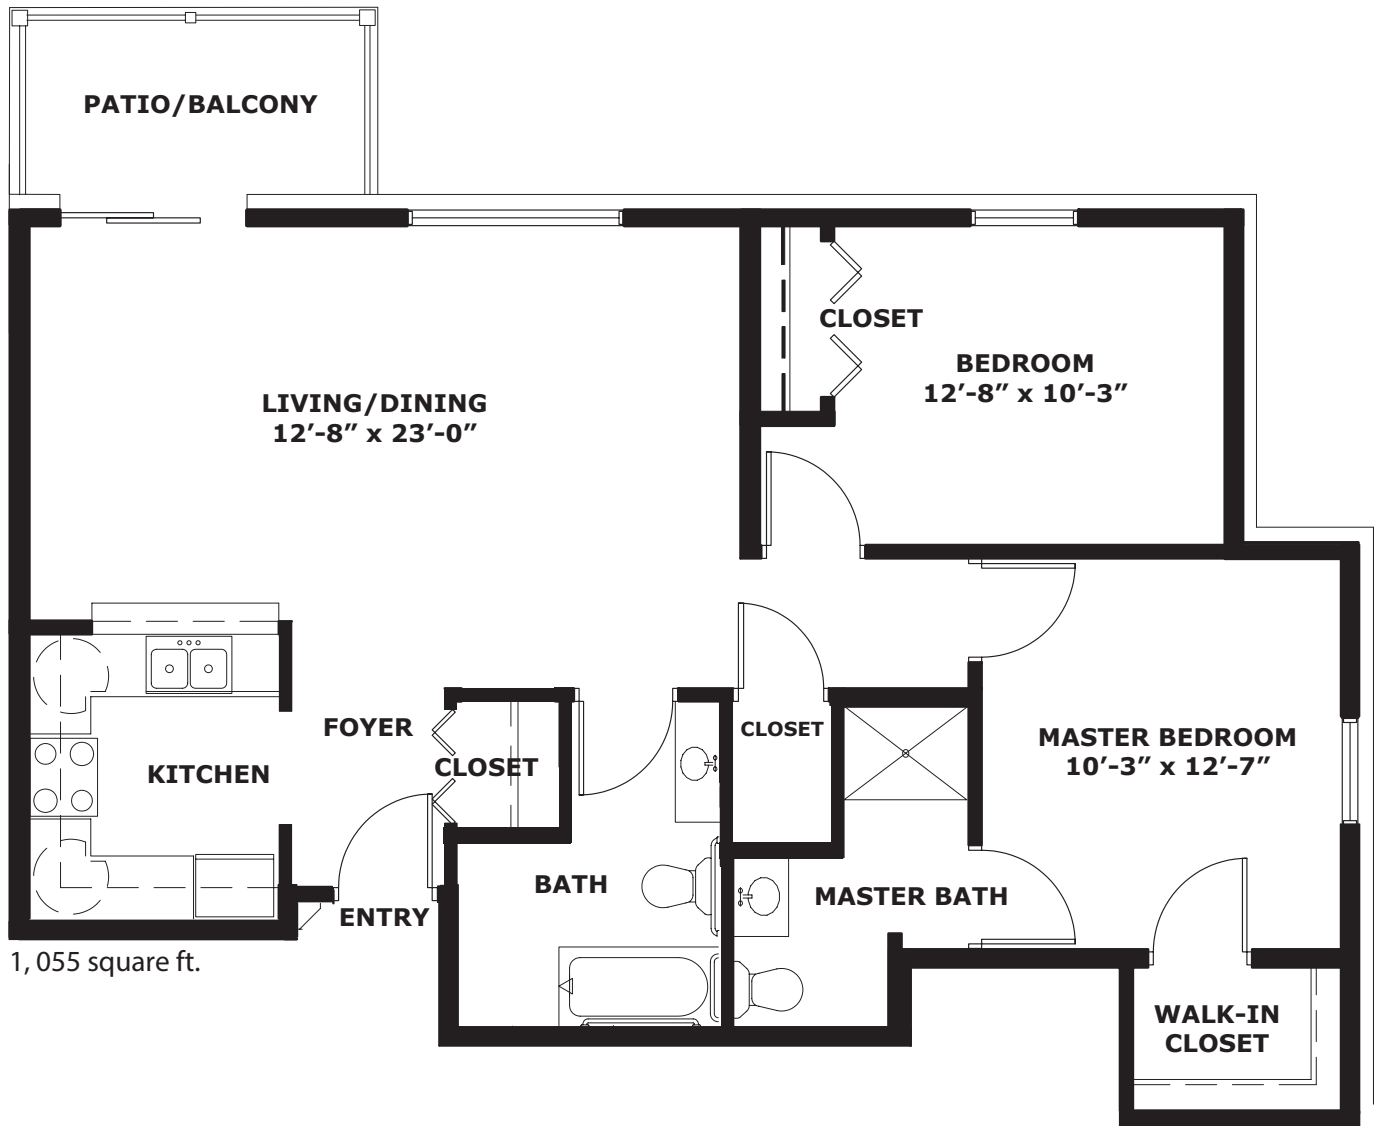 PATIO/BALCONY
CLOSET
BEDROOM
12’-8” x 10’-3”
LIVING/DINING
12’-8” x 23’-0”
FOYER
CLOSET
CLOSET
KITCHEN
MASTER BEDROOM
10’-3” x 12’-7”
BATH
MASTER BATH
ENTRY
1, 055 square ft.
WALK-IN
CLOSET